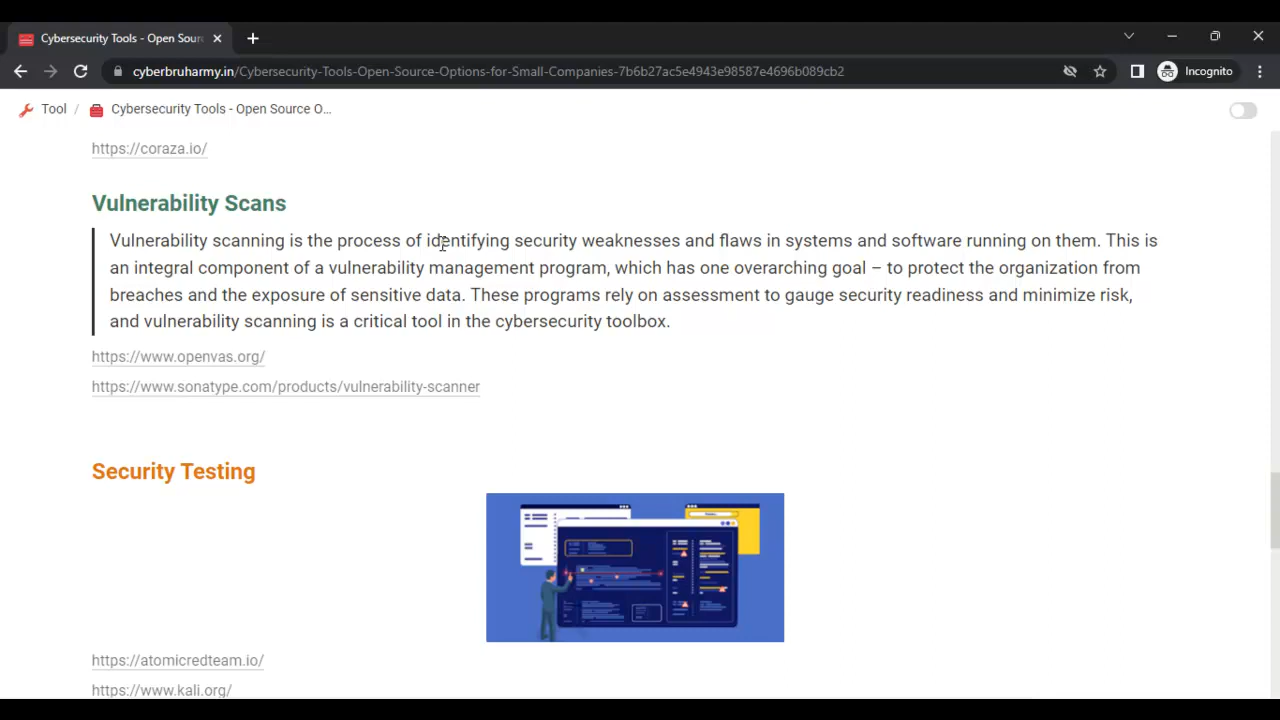 Cybersecurity Tools - Open Sour
cyberbruharmy.in/Cybersecurity-Tools-Open-Source-Options-for-Small-Companies-7b6b27ac5e4943e98587e4696b089cb2
Incognito
Tool / Cybersecurity Tools - Open Source O...
https://coraza.io/
Vulnerability Scans
Vulnerability scanning is the process of identifying security weaknesses and flaws in systems and software running on them. This is
an integral component of a vulnerability management program, which has one overarching goal – to protect the organization from
breaches and the exposure of sensitive data. These programs rely on assessment to gauge security readiness and minimize risk,
and vulnerability scanning is a critical tool in the cybersecurity toolbox.
https://www.openvas.org/
https://www.sonatype.com/products/vulnerability-scanner
Security Testing
https://atomicredteam.io/
https://www.kali.org/